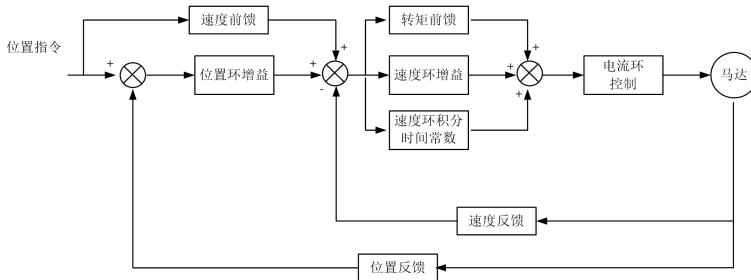 速度前馈
转矩前馈
位置指令
+
+
+
位置环增益
+
-
速度环增益
+
电流环
控制
马达
+
速度环积分
时间常数
速度反馈
位置反馈